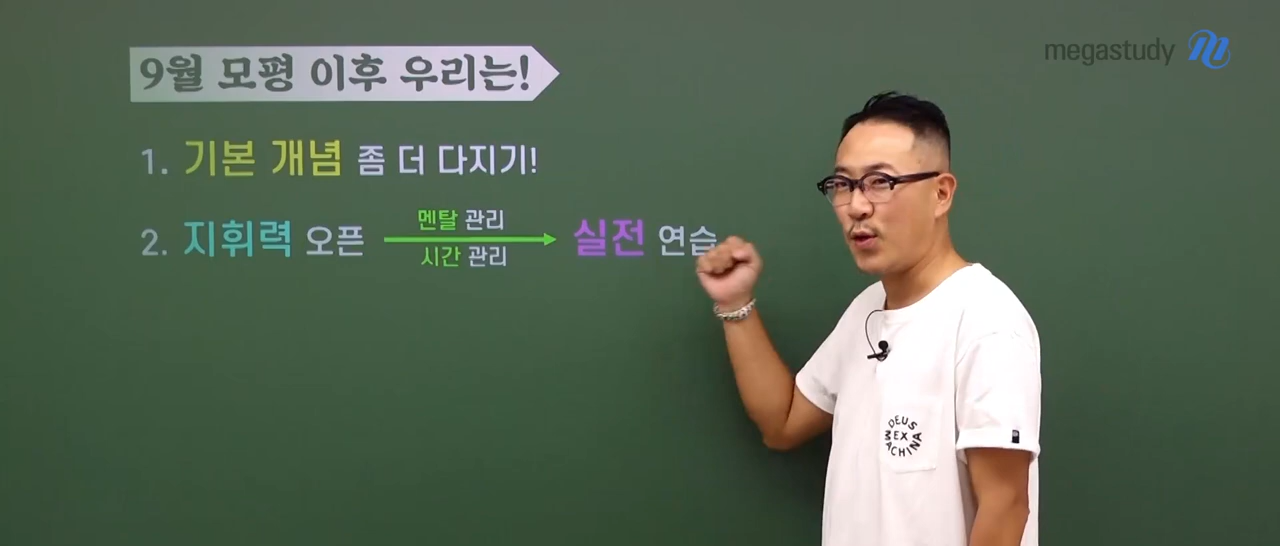 megastudy
9월 모평 이후 우리는!
1. 기본 개념 좀 더 다지기!
2. 지휘력 오픈 멘탈 관리 시간 관리 실전 연습
DEUS
EX
MACHINA